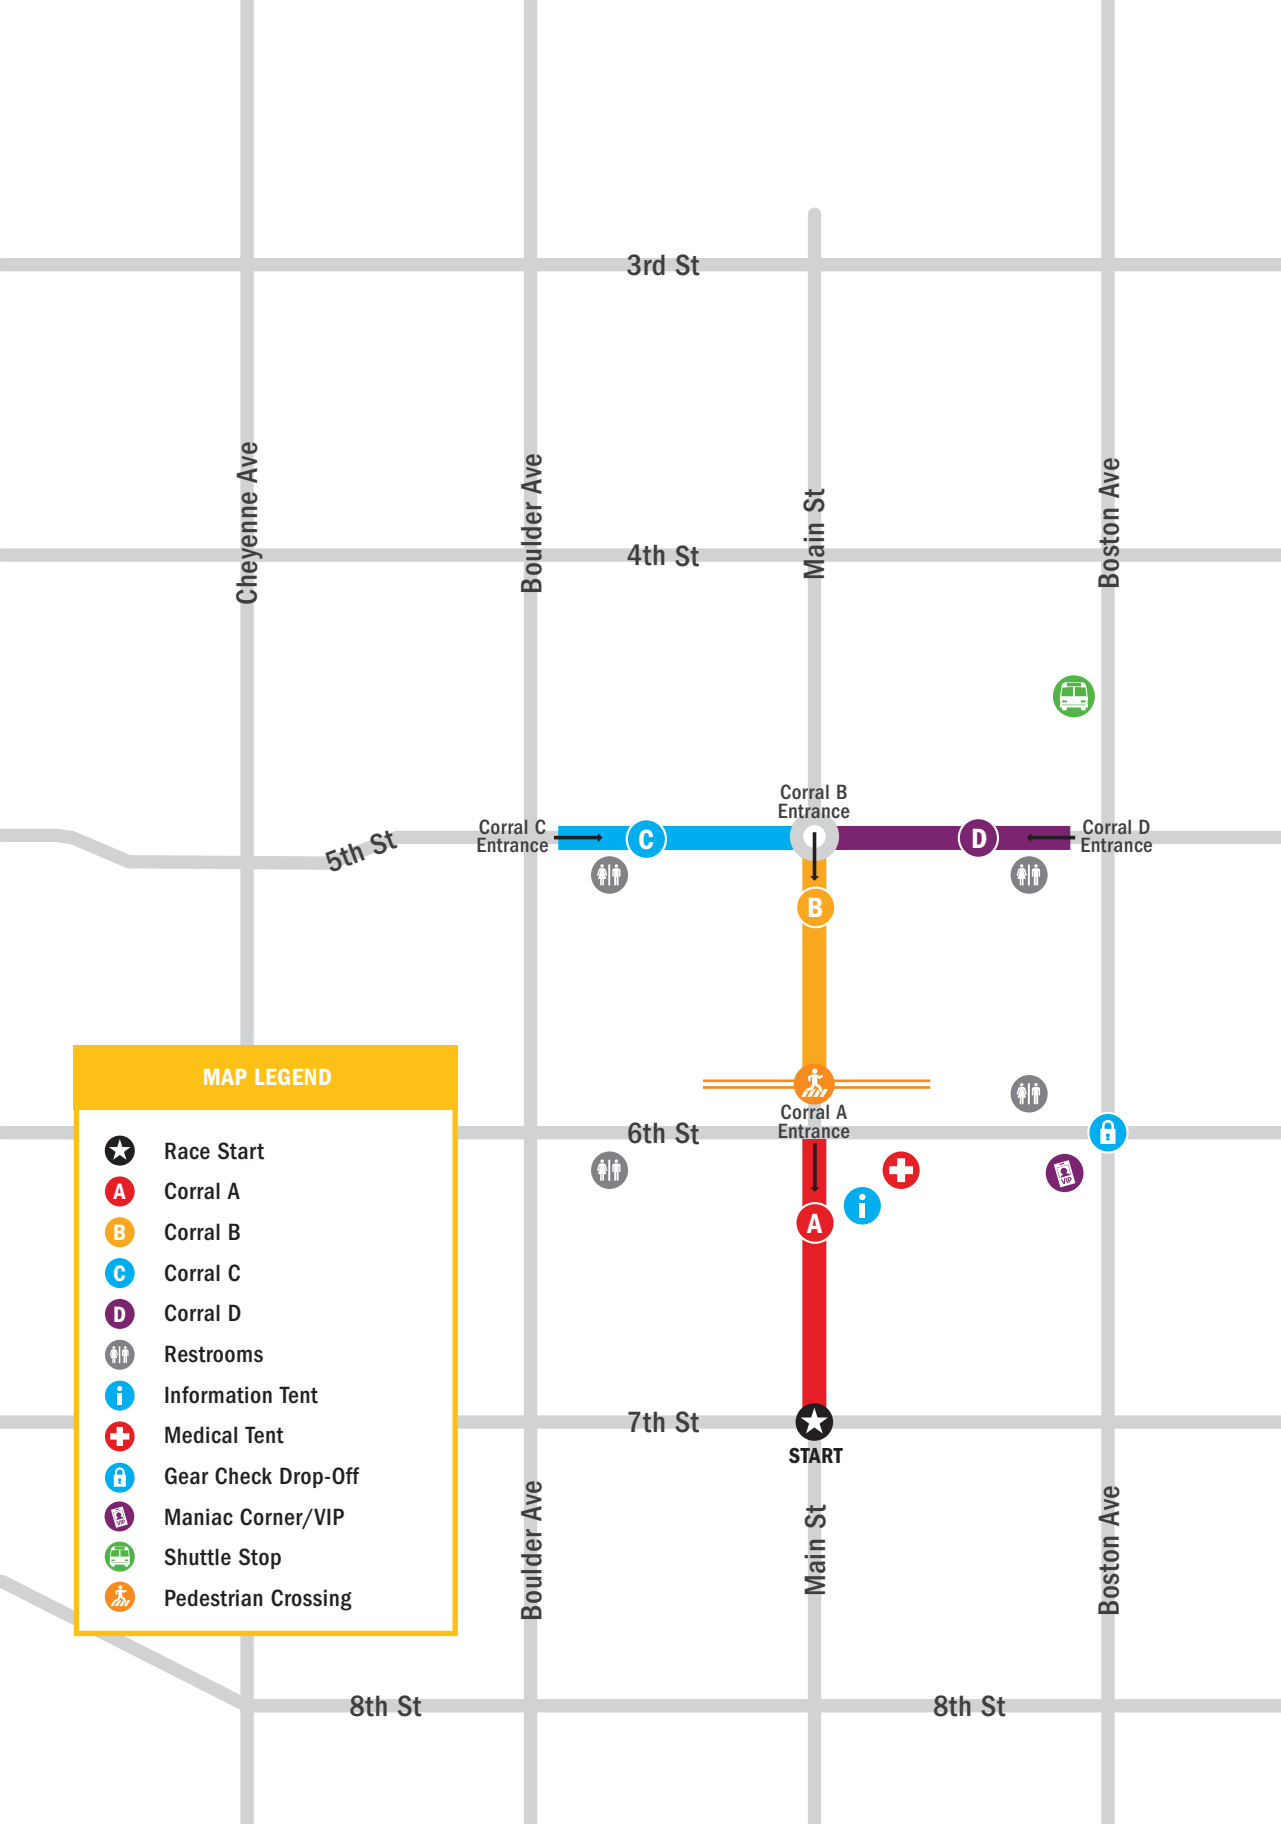 3rd St
Cheyenne Ave
Boulder Ave
Main St
Boston Ave
4th St
Corral B
Entrance
Corral C
Entrance
C
D
Corral D
Entrance
5th St
B
MAP LEGEND
Race Start
A Corral A
B Corral B
C Corral C
D Corral D
Restrooms
i Information Tent
Medical Tent
Gear Check Drop-Off
VIP Maniac Corner/VIP
Shuttle Stop
Pedestrian Crossing
Corral A
Entrance
6th St
VIP
i
A
7th St
START
Boulder Ave
Main St
Boston Ave
8th St
8th St